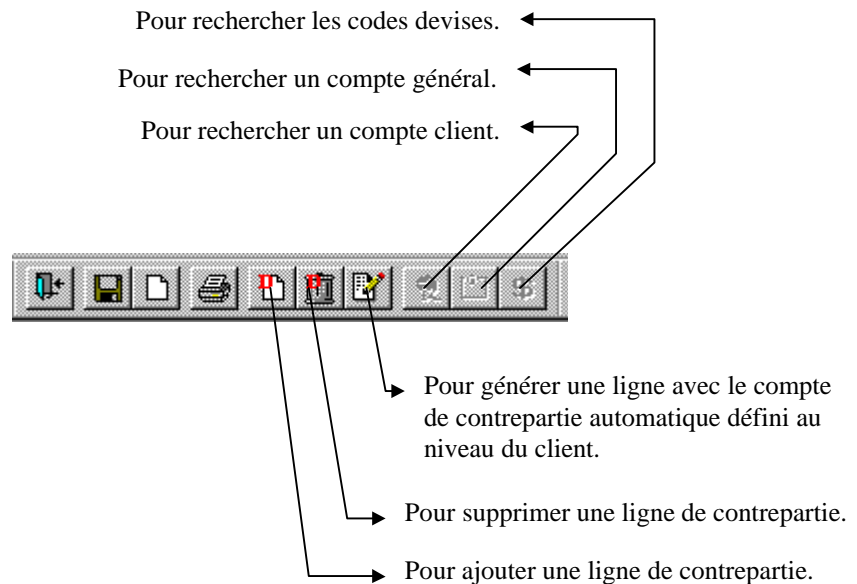 Pour rechercher les codes devises.
Pour rechercher un compte général.
Pour rechercher un compte client.
Pour générer une ligne avec le compte
de contrepartie automatique défini au
niveau du client.
Pour supprimer une ligne de contrepartie.
Pour ajouter une ligne de contrepartie.